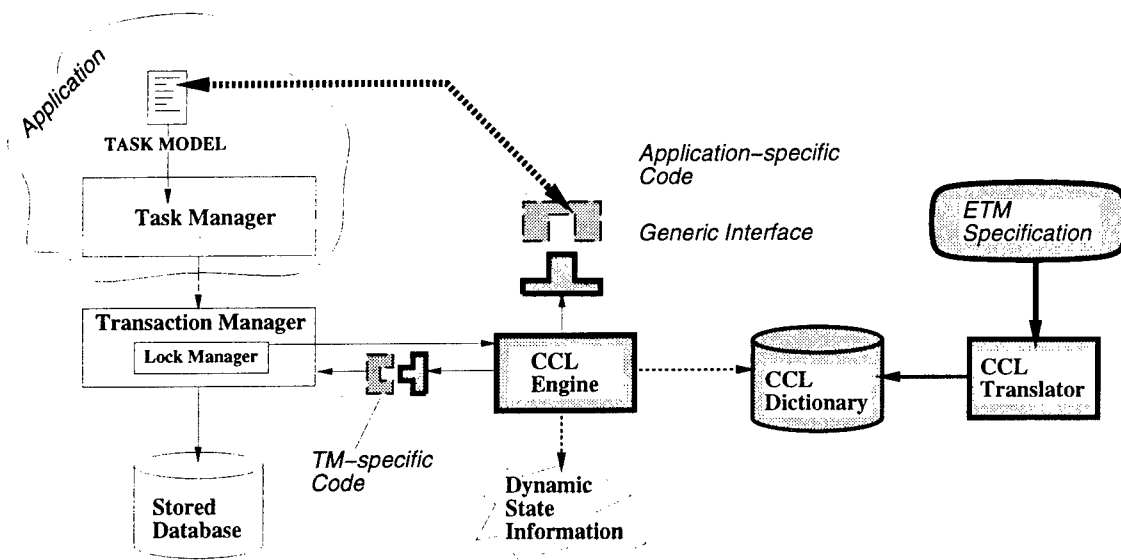 Application
TASK MODEL
Task Manager
Application-specific
Code
Generic Interface
ETM
Specification
Transaction Manager
Lock Manager
CCL
Engine
CCL
Dictionary
CCL
Translator
TM-specific
Code
Stored
Database
Dynamic
State
Information